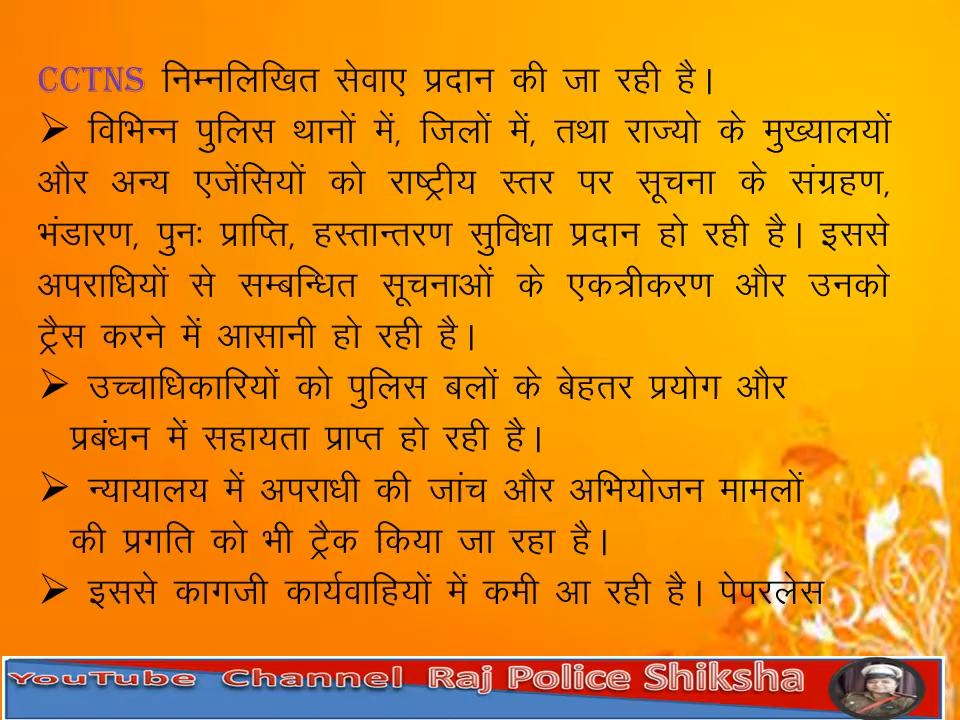 CCTNS निम्नलिखित सेवाए प्रदान की जा रही है।
➢ विभिन्न पुलिस थानों में, जिलों में, तथा राज्यो के मुख्यालयों
और अन्य एजेंसियों को राष्ट्रीय स्तर पर सूचना के संग्रहण,
भंडारण, पुनः प्राप्ति, हस्तान्तरण सुविधा प्रदान हो रही है। इससे
अपराधियों से सम्बन्धित सूचनाओं के एकत्रीकरण और उनको
ट्रैस करने में आसानी हो रही है।
➢ उच्चाधिकारियों को पुलिस बलों के बेहतर प्रयोग और
प्रबंधन में सहायता प्राप्त हो रही है।
➢ न्यायालय में अपराधी की जांच और अभियोजन मामलों
की प्रगति को भी ट्रैक किया जा रहा है।
➢ इससे कागजी कार्यवाहियों में कमी आ रही है। पेपरलेस
YouTube Channel Raj Police Shiksha